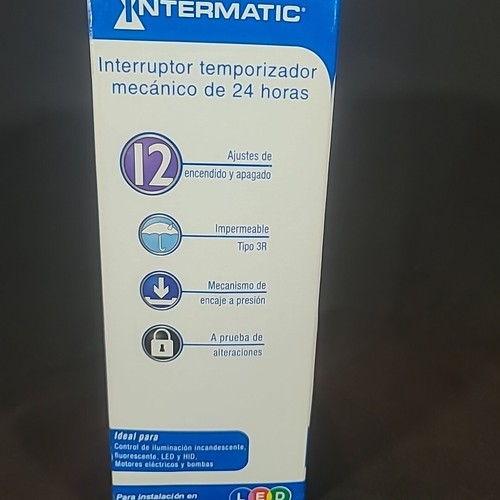 INTERMATIC
Interruptor temporizador
mecánico de 24 horas
12
Ajustes de
encendido y apagado
Impermeable
Tipo 3R
Mecanismo de
encaje a presión
A prueba de
alteraciones
Ideal para
Control de iluminación incandescente,
fluorescente, LED y HID.
Motores eléctricos y bombas
Para instalación en
LED